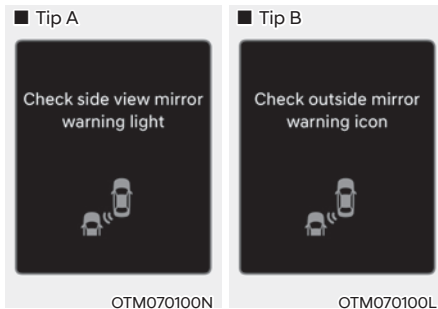 ■ Tip A
Check side view mirror
warning light
OTM070100N
■ Tip B
Check outside mirror
warning icon
OTM070100L